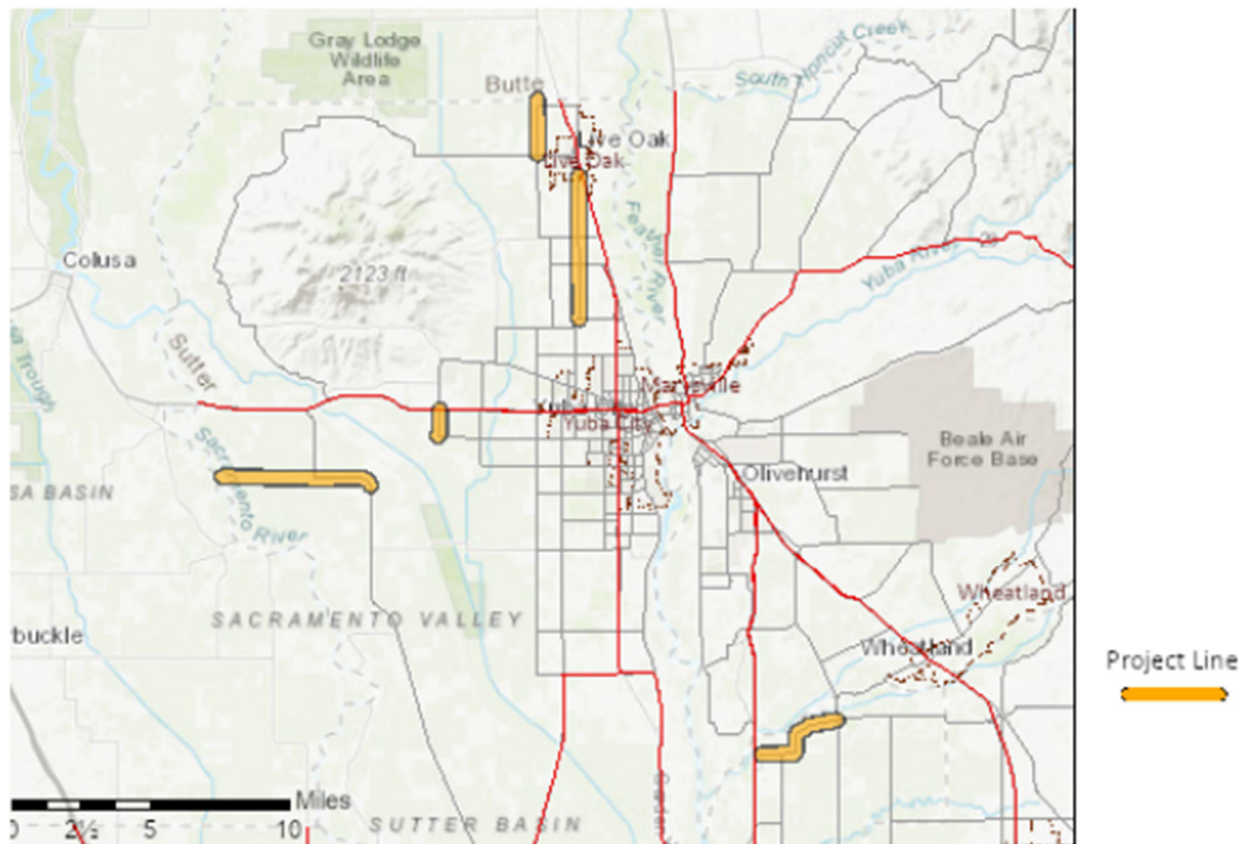 Gray Lodge
Wildlife
Area
South Honcut Creek
Butte
Live Oak
Live Oak
Feather River
20
Yuba River
Colusa
2123 ft
Sutter
Marysville
Yuba City
Beale Air
Force Base
Olivehurst
Sacramento River
SA BASIN
Wheatland
SACRAMENTO VALLEY
rbuckle
Wheatland
Project Line
Miles
0 2½ 5 10
SUTTER BASIN